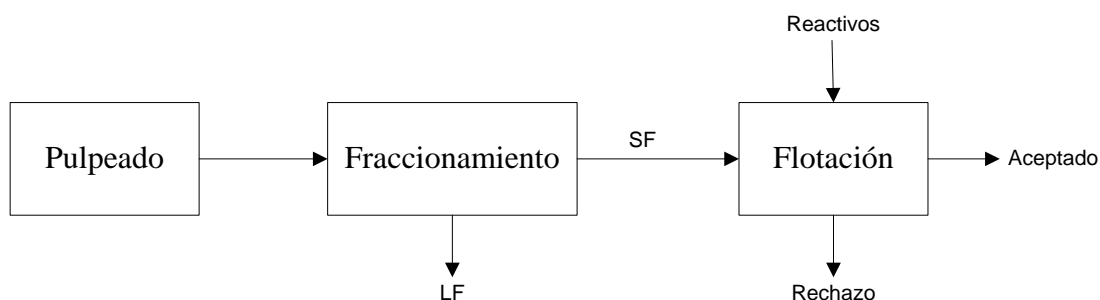 Reactivos
Pulpeado
Fraccionamiento
SF
Flotación
Aceptado
LF
Rechazo